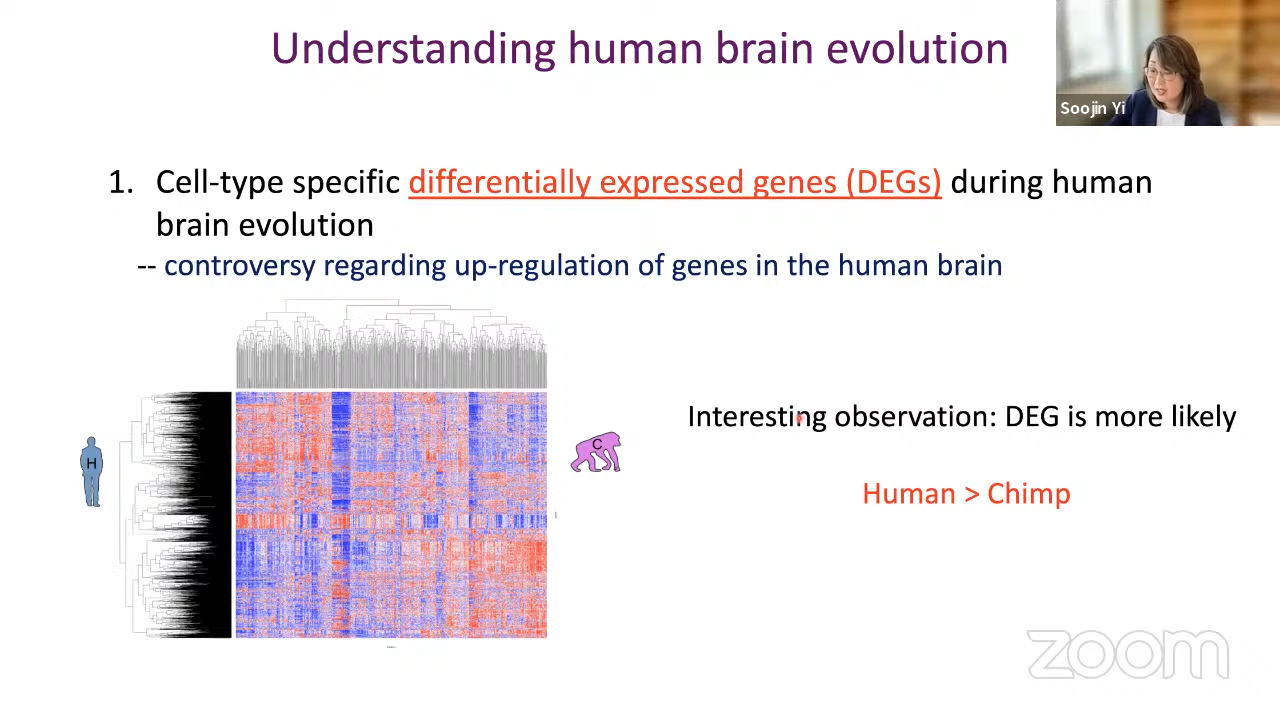 Understanding human brain evolution
Soojin Yi
1. Cell-type specific differentially expressed genes (DEGs) during human
brain evolution
-- controversy regarding up-regulation of genes in the human brain
H
C
Interesting observation: DEG is more likely
Human > Chimp
zoom